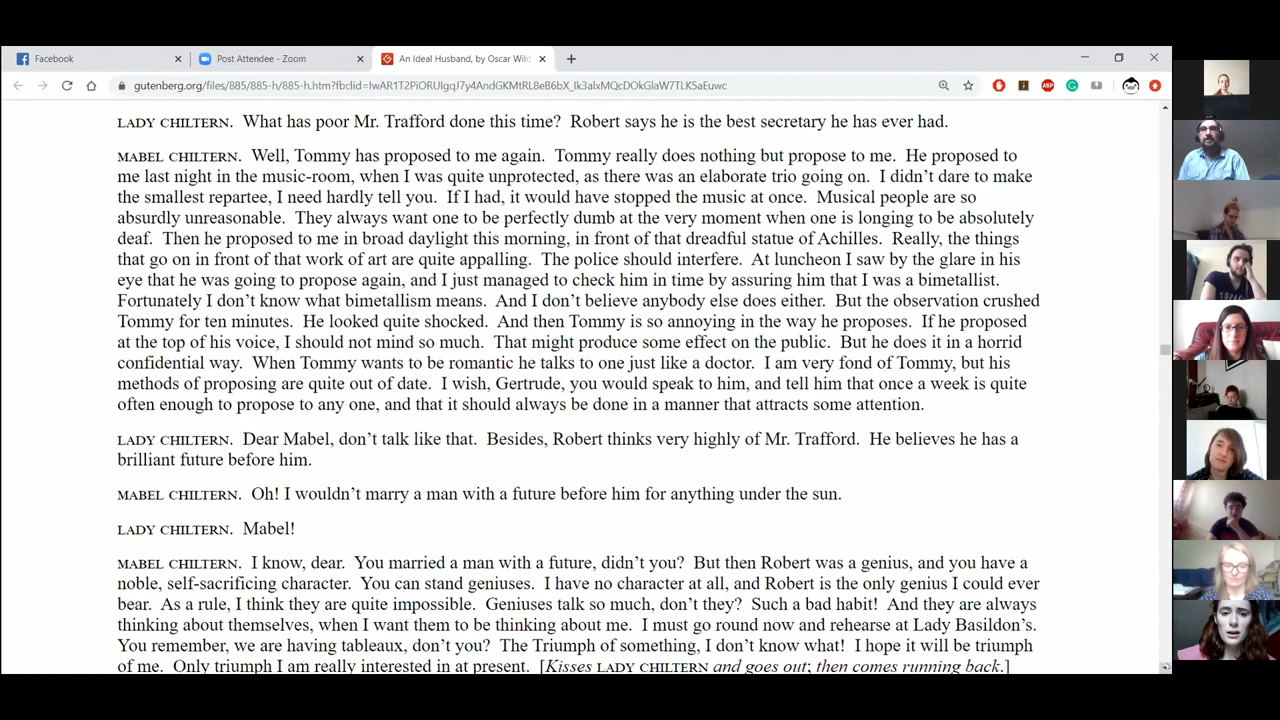 Facebook
Post Attendee - Zoom
An Ideal Husband, by Oscar Wild
gutenberg.org/files/885/885-h/885-h.htm?fbclid=IwAR1T2PiORUIgqJ7y4AndGKMtRL8eB6bX_Ik3alxMQcDOkGlaW7TLK5aEuwc
LADY CHILTERN. What has poor Mr. Trafford done this time? Robert says he is the best secretary he has ever had.
MABEL CHILTERN. Well, Tommy has proposed to me again. Tommy really does nothing but propose to me. He proposed to
me last night in the music-room, when I was quite unprotected, as there was an elaborate trio going on. I didn’t dare to make
the smallest repartee, I need hardly tell you. If I had, it would have stopped the music at once. Musical people are so
absurdly unreasonable. They always want one to be perfectly dumb at the very moment when one is longing to be absolutely
deaf. Then he proposed to me in broad daylight this morning, in front of that dreadful statue of Achilles. Really, the things
that go on in front of that work of art are quite appalling. The police should interfere. At luncheon I saw by the glare in his
eye that he was going to propose again, and I just managed to check him in time by assuring him that I was a bimetallist.
Fortunately I don’t know what bimetallism means. And I don’t believe anybody else does either. But the observation crushed
Tommy for ten minutes. He looked quite shocked. And then Tommy is so annoying in the way he proposes. If he proposed
at the top of his voice, I should not mind so much. That might produce some effect on the public. But he does it in a horrid
confidential way. When Tommy wants to be romantic he talks to one just like a doctor. I am very fond of Tommy, but his
methods of proposing are quite out of date. I wish, Gertrude, you would speak to him, and tell him that once a week is quite
often enough to propose to any one, and that it should always be done in a manner that attracts some attention.
LADY CHILTERN. Dear Mabel, don’t talk like that. Besides, Robert thinks very highly of Mr. Trafford. He believes he has a
brilliant future before him.
MABEL CHILTERN. Oh! I wouldn’t marry a man with a future before him for anything under the sun.
LADY CHILTERN. Mabel!
MABEL CHILTERN. I know, dear. You married a man with a future, didn’t you? But then Robert was a genius, and you have a
noble, self-sacrificing character. You can stand geniuses. I have no character at all, and Robert is the only genius I could ever
bear. As a rule, I think they are quite impossible. Geniuses talk so much, don’t they? Such a bad habit! And they are always
thinking about themselves, when I want them to be thinking about me. I must go round now and rehearse at Lady Basildon’s.
You remember, we are having tableaux, don’t you? The Triumph of something, I don’t know what! I hope it will be triumph
of me. Only triumph I am really interested in at present. [Kisses LADY CHILTERN and goes out; then comes running back.]